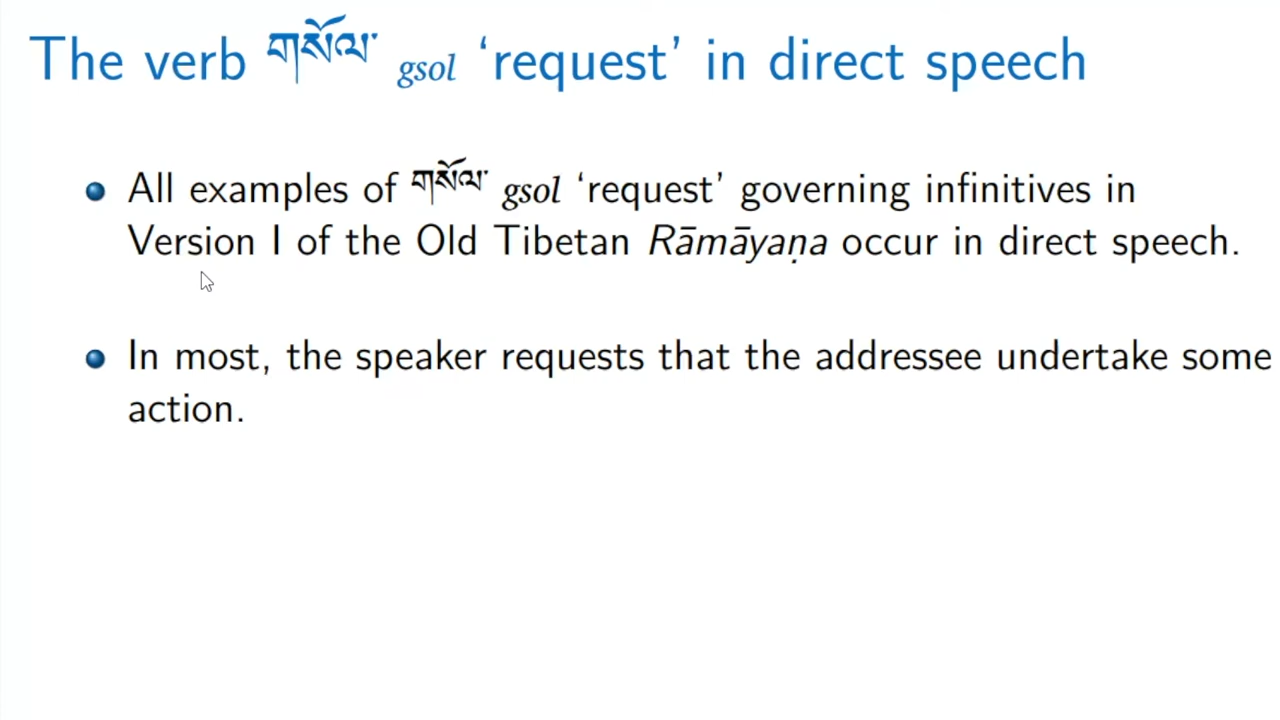 The verb གསོལ་ gsol ‘request’ in direct speech
All examples of གསོལ་ gsol ‘request’ governing infinitives in
Version I of the Old Tibetan Rāmāyaṇa occur in direct speech.
In most, the speaker requests that the addressee undertake some
action.